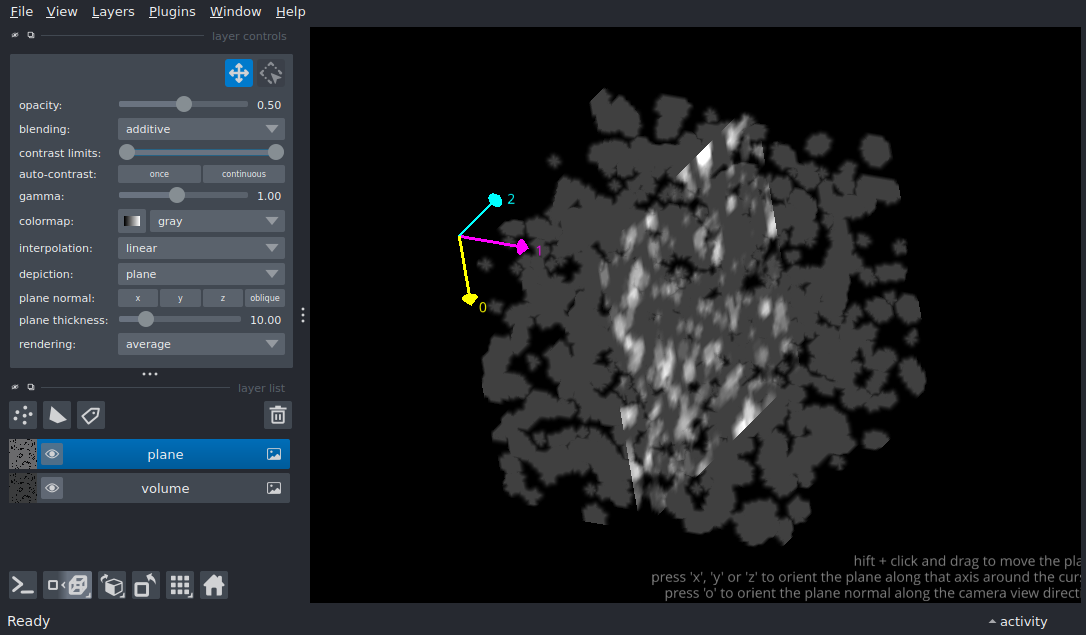 File View Layers Plugins Window Help
layer controls
opacity: 0.50
blending: additive
contrast limits:
auto-contrast: once continuous
gamma: 1.00
colormap: gray
interpolation: linear
depiction: plane
plane normal: x y z oblique
plane thickness: 10.00
rendering: average
layer list
plane
volume
2
1
0
hift + click and drag to move the pla
press 'x', 'y' or 'z' to orient the plane along that axis around the curs
press 'o' to orient the plane normal along the camera view direct
Ready
activity